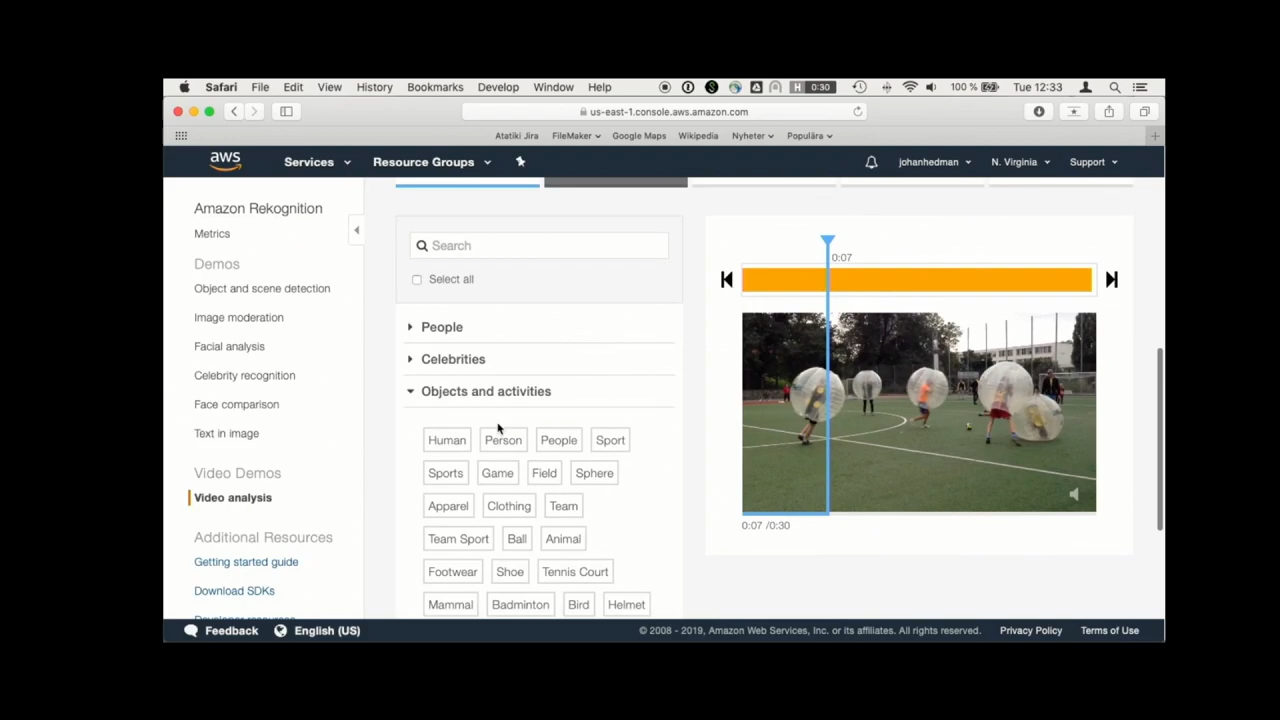 Safari File Edit View History Bookmarks Develop Window Help H 0:30 100 % Tue 12:33
us-east-1.console.aws.amazon.com
Atatiki Jira FileMaker Google Maps Wikipedia Nyheter Populära
aws Services Resource Groups johanhedman N. Virginia Support
Amazon Rekognition
Metrics
Demos
Object and scene detection
Image moderation
Facial analysis
Celebrity recognition
Face comparison
Text in image
Video Demos
Video analysis
Additional Resources
Getting started guide
Download SDKs
Developer resources
Search
Select all
People
Celebrities
Objects and activities
Human Person People Sport
Sports Game Field Sphere
Apparel Clothing Team
Team Sport Ball Animal
Footwear Shoe Tennis Court
Mammal Badminton Bird Helmet
0:07
0:07 /0:30
Feedback English (US) © 2008 - 2019, Amazon Web Services, Inc. or its affiliates. All rights reserved. Privacy Policy Terms of Use